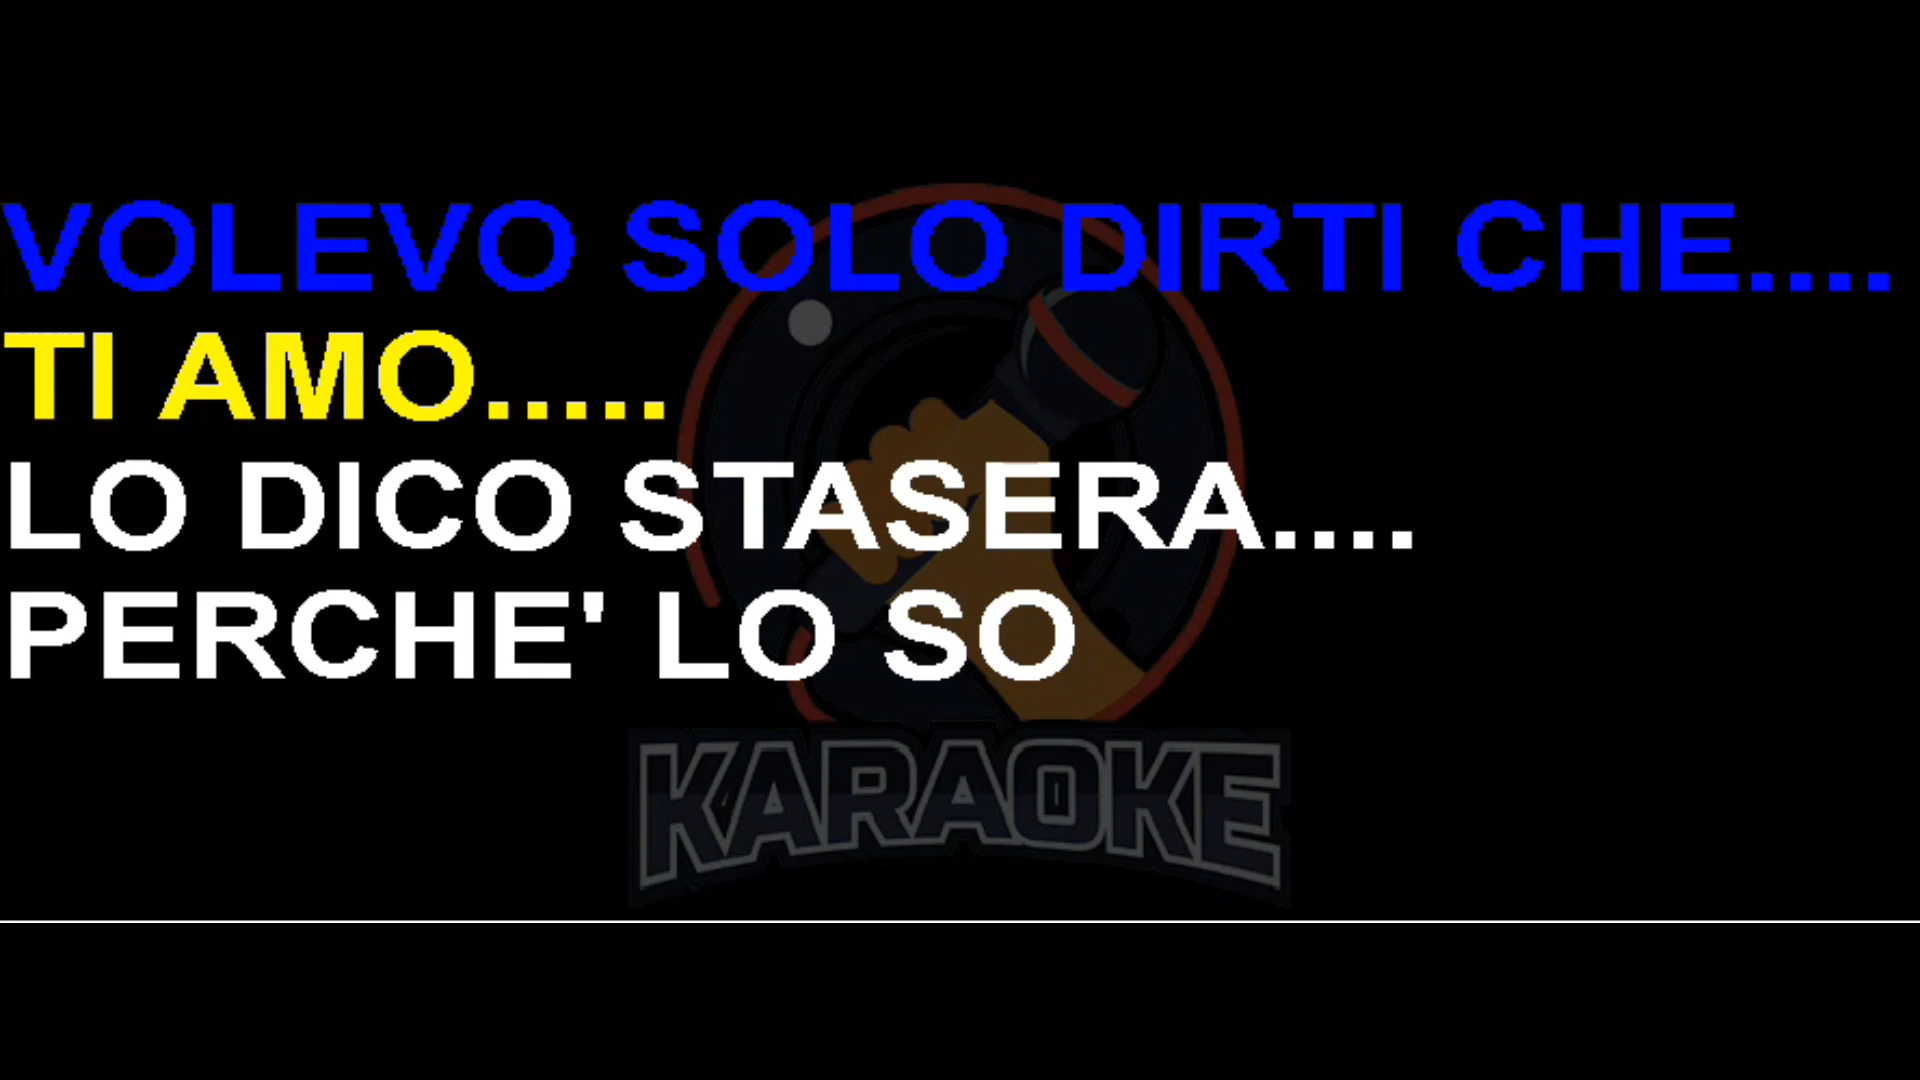 VOLEVO SOLO DIRTI CHE....
TI AMO.....
LO DICO STASERA....
PERCHE' LO SO
KARAOKE